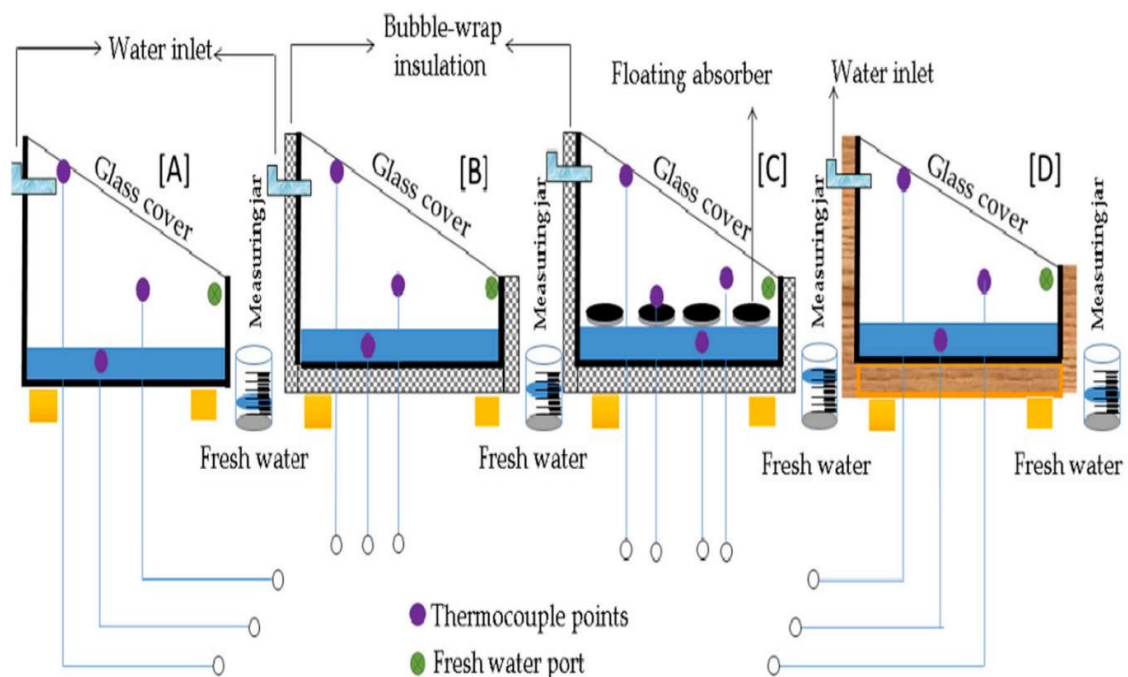 Water inlet
Bubble-wrap
insulation
Floating absorber
Water inlet
[A]
Glass cover
Measuring jar
[B]
Glass cover
Measuring jar
[C]
Glass cover
Measuring jar
[D]
Glass cover
Measuring jar
Fresh water
Fresh water
Fresh water
Fresh water
Thermocouple points
Fresh water port